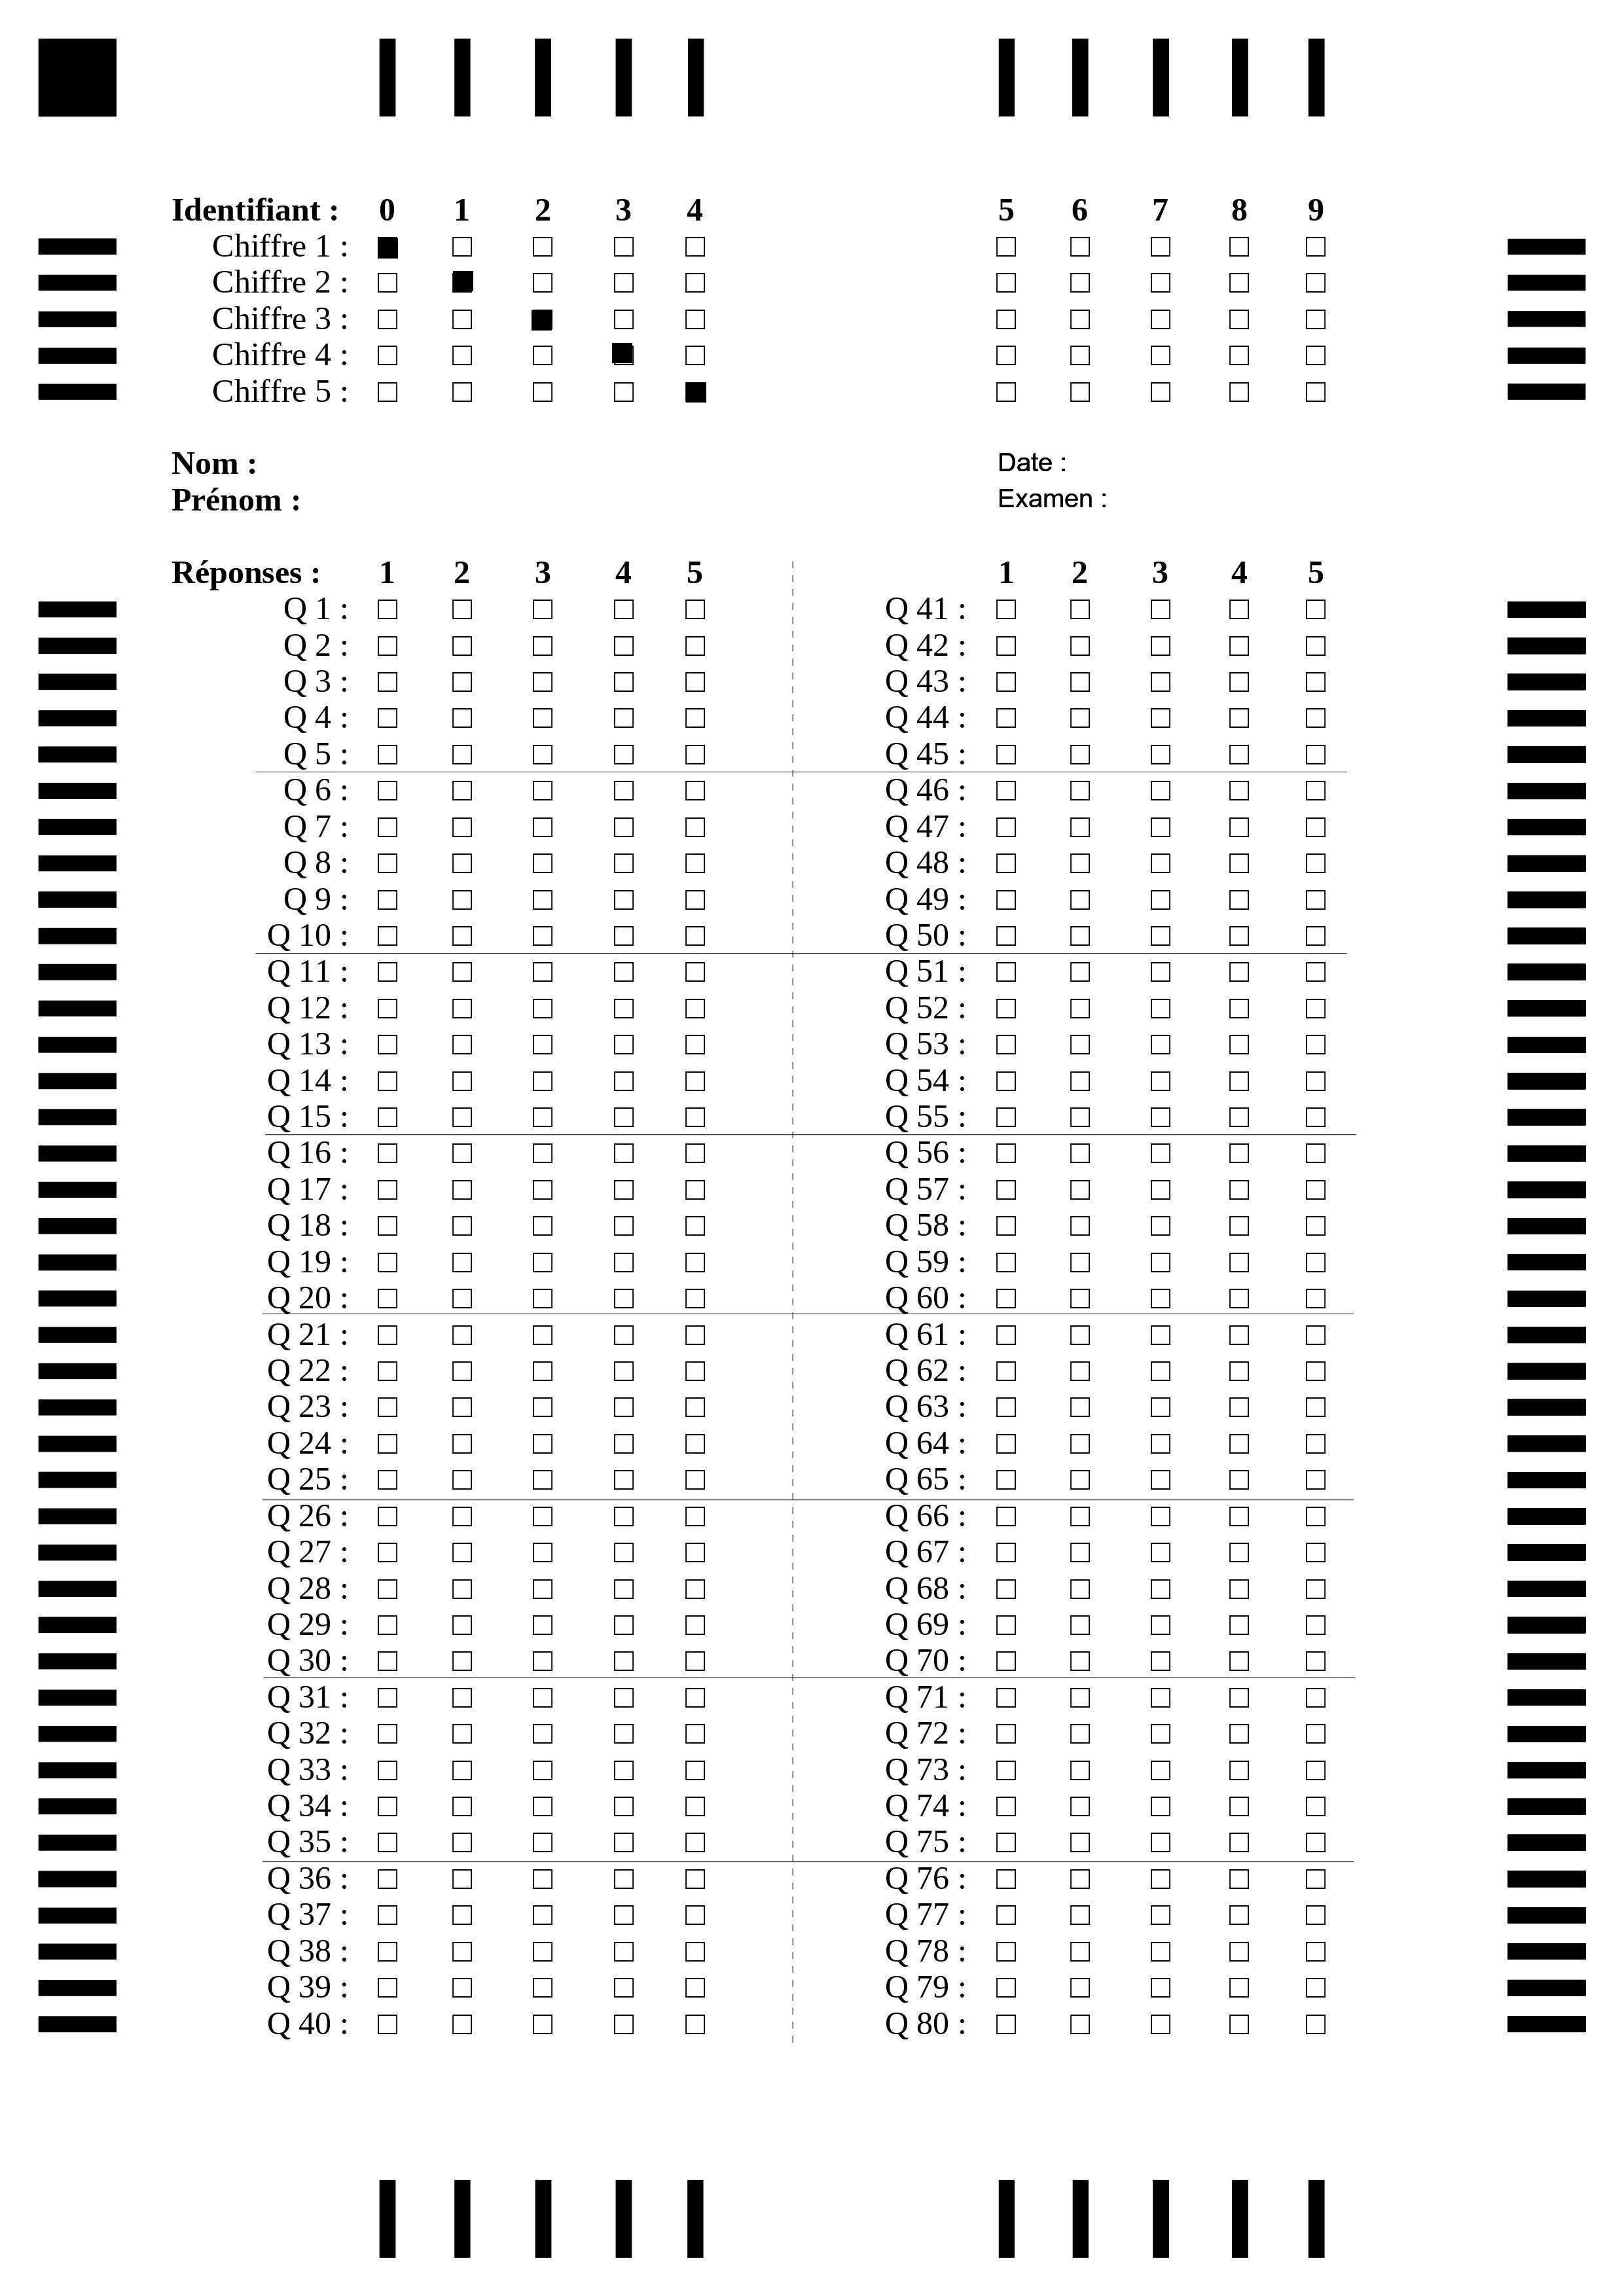 Identifiant : 0 1 2 3 4 5 6 7 8 9
Chiffre 1 :
Chiffre 2 :
Chiffre 3 :
Chiffre 4 :
Chiffre 5 :
Nom : Date :
Prénom : Examen :
Réponses : 1 2 3 4 5 1 2 3 4 5
Q 1 : Q 41 :
Q 2 : Q 42 :
Q 3 : Q 43 :
Q 4 : Q 44 :
Q 5 : Q 45 :
Q 6 : Q 46 :
Q 7 : Q 47 :
Q 8 : Q 48 :
Q 9 : Q 49 :
Q 10 : Q 50 :
Q 11 : Q 51 :
Q 12 : Q 52 :
Q 13 : Q 53 :
Q 14 : Q 54 :
Q 15 : Q 55 :
Q 16 : Q 56 :
Q 17 : Q 57 :
Q 18 : Q 58 :
Q 19 : Q 59 :
Q 20 : Q 60 :
Q 21 : Q 61 :
Q 22 : Q 62 :
Q 23 : Q 63 :
Q 24 : Q 64 :
Q 25 : Q 65 :
Q 26 : Q 66 :
Q 27 : Q 67 :
Q 28 : Q 68 :
Q 29 : Q 69 :
Q 30 : Q 70 :
Q 31 : Q 71 :
Q 32 : Q 72 :
Q 33 : Q 73 :
Q 34 : Q 74 :
Q 35 : Q 75 :
Q 36 : Q 76 :
Q 37 : Q 77 :
Q 38 : Q 78 :
Q 39 : Q 79 :
Q 40 : Q 80 :